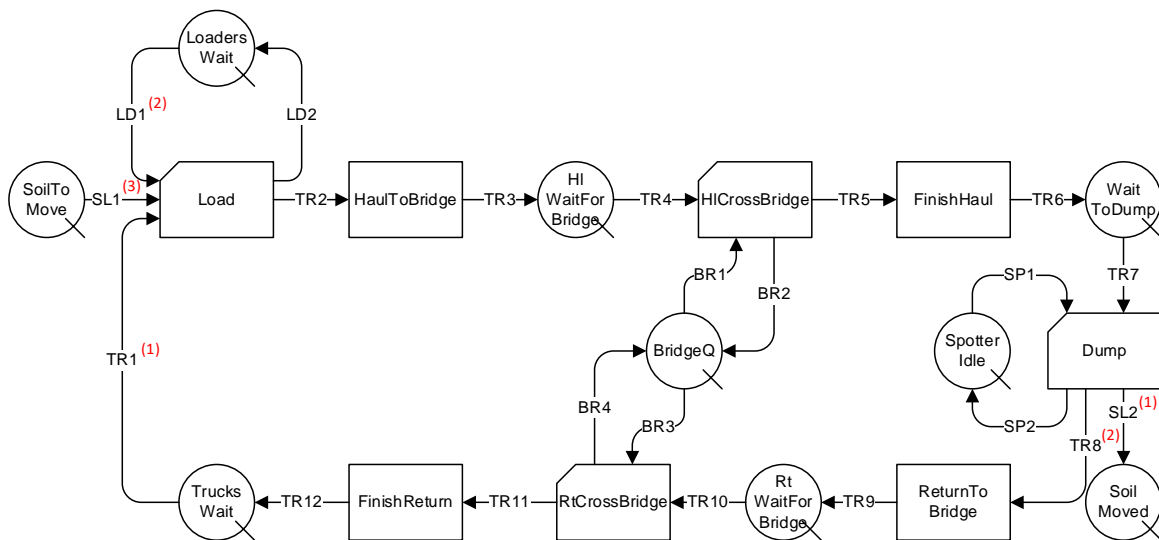 Loaders
Wait
LD1 (2)
LD2
SoilTo
Move
SL1 (3)
Load
TR2
HaulToBridge
TR3
Hl
WaitFor
Bridge
TR4
HlCrossBridge
TR5
FinishHaul
TR6
Wait
ToDump
BR1
BR2
TR7
SP1
TR1 (1)
BridgeQ
Spotter
Idle
Dump
BR4
BR3
SP2
SL2 (1)
TR8 (2)
Trucks
Wait
TR12
FinishReturn
TR11
RtCrossBridge
TR10
Rt
WaitFor
Bridge
TR9
ReturnTo
Bridge
Soil
Moved